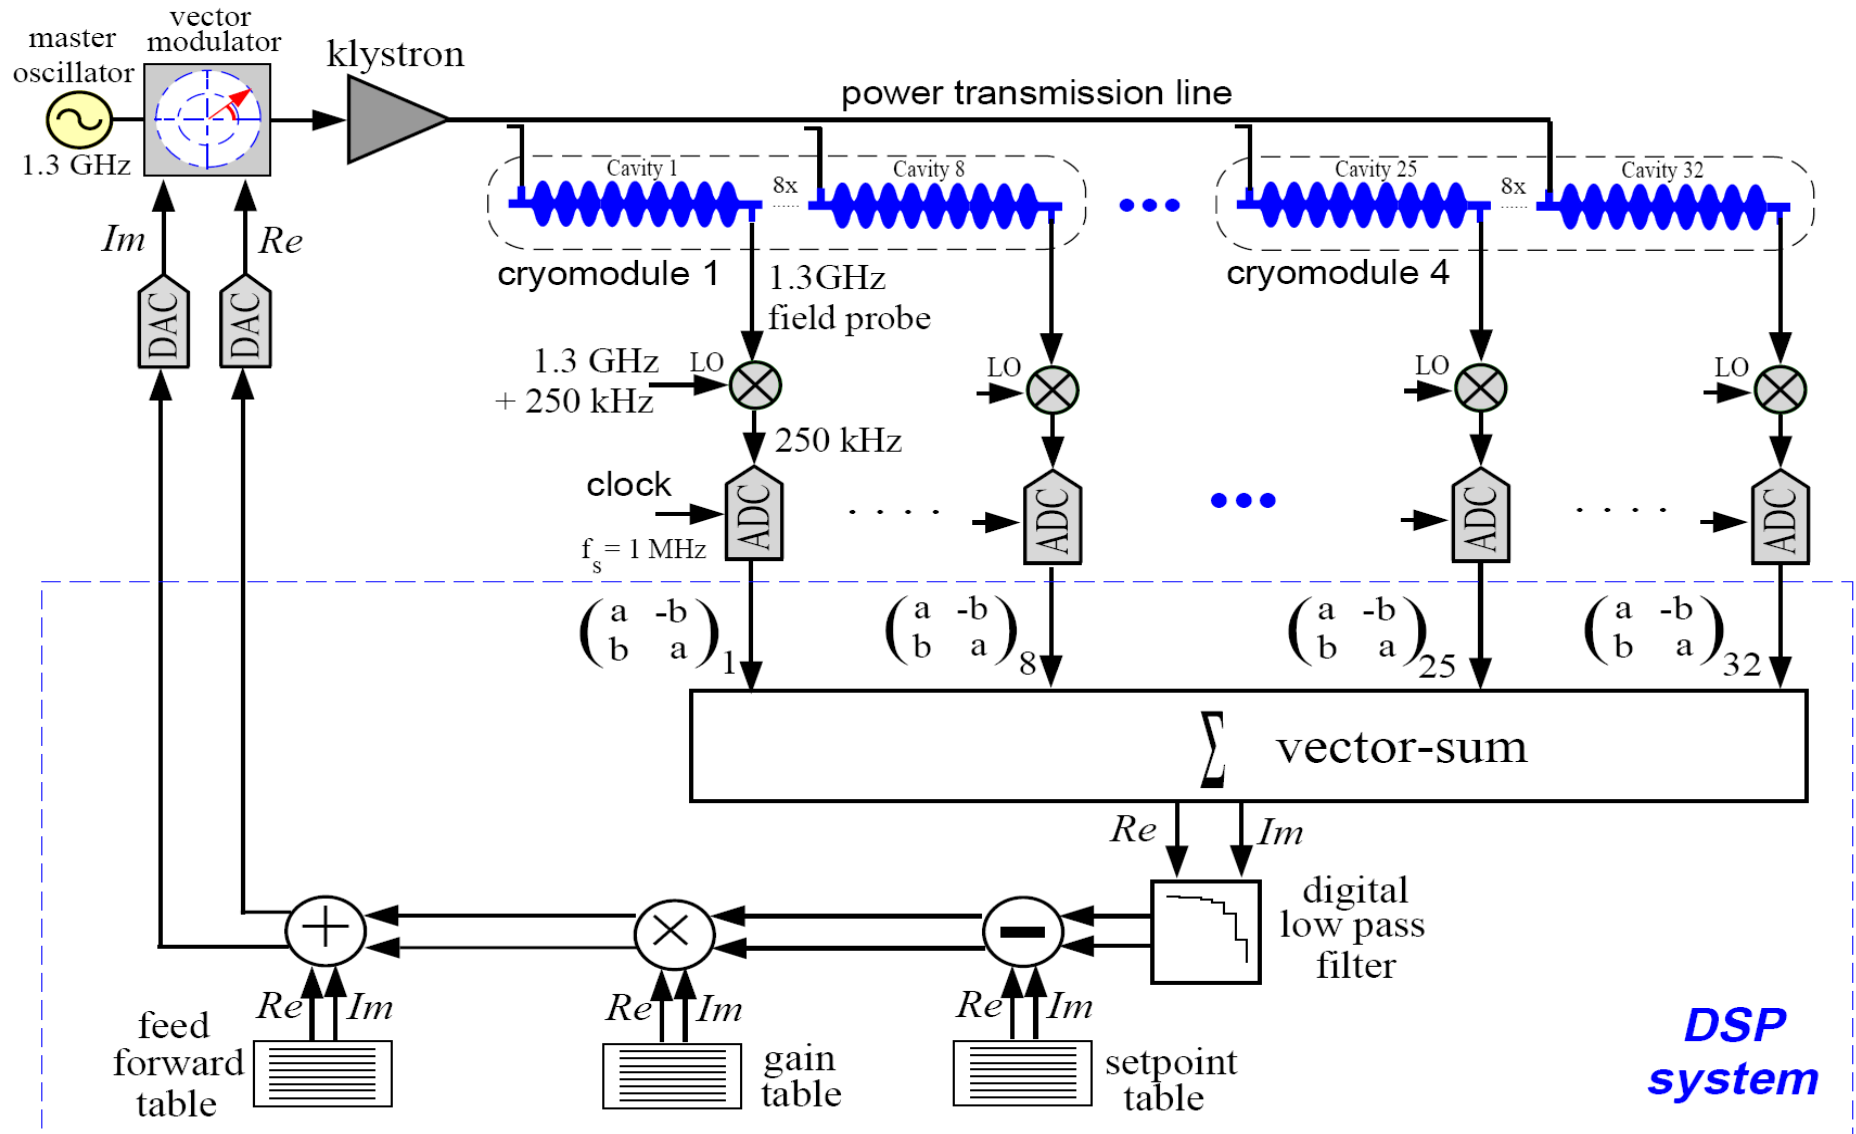 master
oscillator
1.3 GHz
vector
modulator
klystron
power transmission line
Cavity 1
8x
Cavity 8
Cavity 25
8x
Cavity 32
cryomodule 1
cryomodule 4
Im
Re
DAC
DAC
1.3GHz
field probe
1.3 GHz
+ 250 kHz
LO
LO
LO
LO
250 kHz
clock
fs = 1 MHz
ADC
ADC
ADC
ADC
(a -b
b a)1
(a -b
b a)8
(a -b
b a)25
(a -b
b a)32
∑ vector-sum
Re
Im
digital
low pass
filter
+
×
−
Re Im
Re Im
Re Im
feed
forward
table
gain
table
setpoint
table
DSP
system